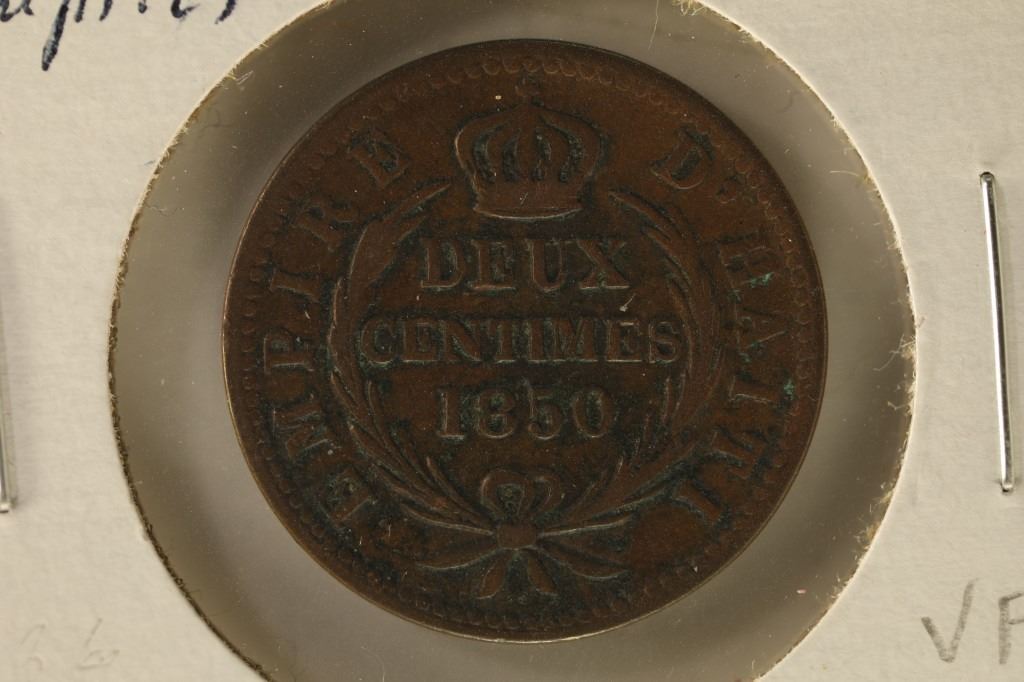 EMPIRE D'HAITI
DEUX
CENTIMES
1850
VF